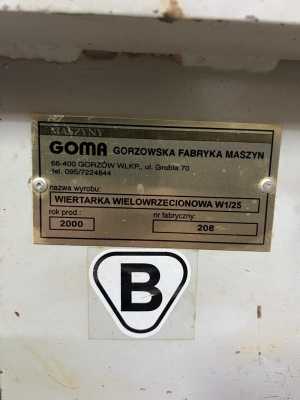 MASZYNY
GOMA GORZOWSKA FABRYKA MASZYN
66-400 GORZÓW WLKP., ul. Grobla 70
tel. 095/7224844
nazwa wyrobu:
WIERTARKA WIELOWRZECIONOWA W1/25
rok prod.: nr fabryczny:
2000 208
B